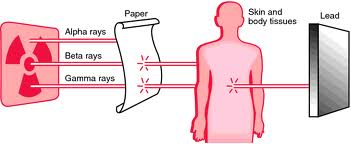 Alpha rays
Beta rays
Gamma rays
Paper
Skin and
body tissues
Lead